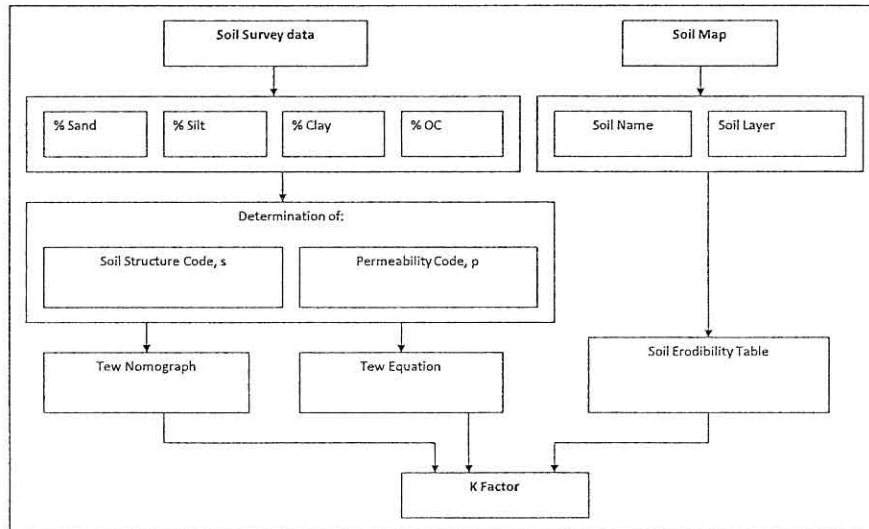 Soil Survey data
Soil Map
% Sand
% Silt
% Clay
% OC
Soil Name
Soil Layer
Determination of:
Soil Structure Code, s
Permeability Code, p
Tew Nomograph
Tew Equation
Soil Erodibility Table
K Factor